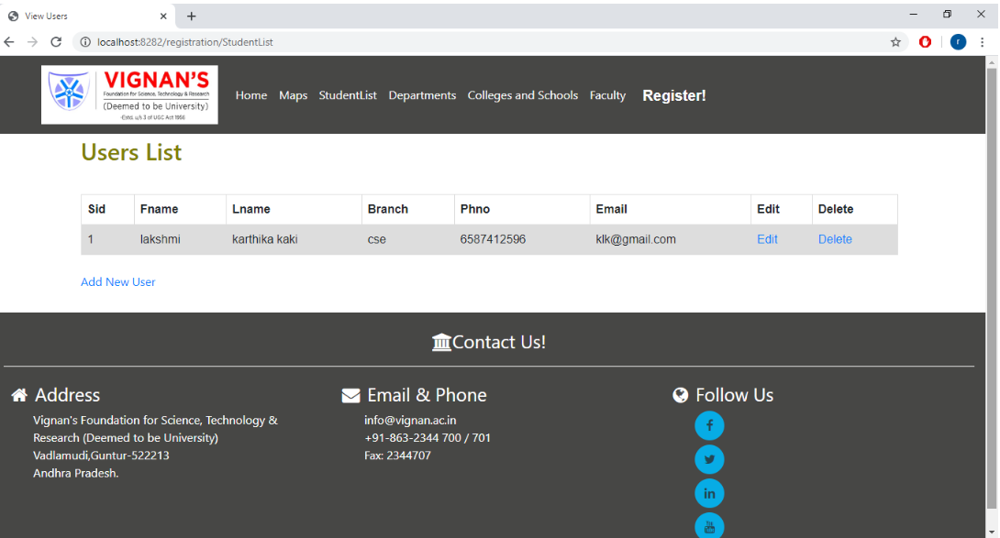 View Users
localhost:8282/registration/StudentList
r
VIGNAN'S
Foundation for Science, Technology & Research
(Deemed to be University)
-Estd. u/s 3 of UGC Act 1956
Home Maps StudentList Departments Colleges and Schools Faculty Register!
Users List
Sid Fname Lname Branch Phno Email Edit Delete
1 lakshmi karthika kaki cse 6587412596 klk@gmail.com Edit Delete
Add New User
Contact Us!
Address
Vignan's Foundation for Science, Technology &
Research (Deemed to be University)
Vadlamudi,Guntur-522213
Andhra Pradesh.
Email & Phone
info@vignan.ac.in
+91-863-2344 700 / 701
Fax: 2344707
Follow Us